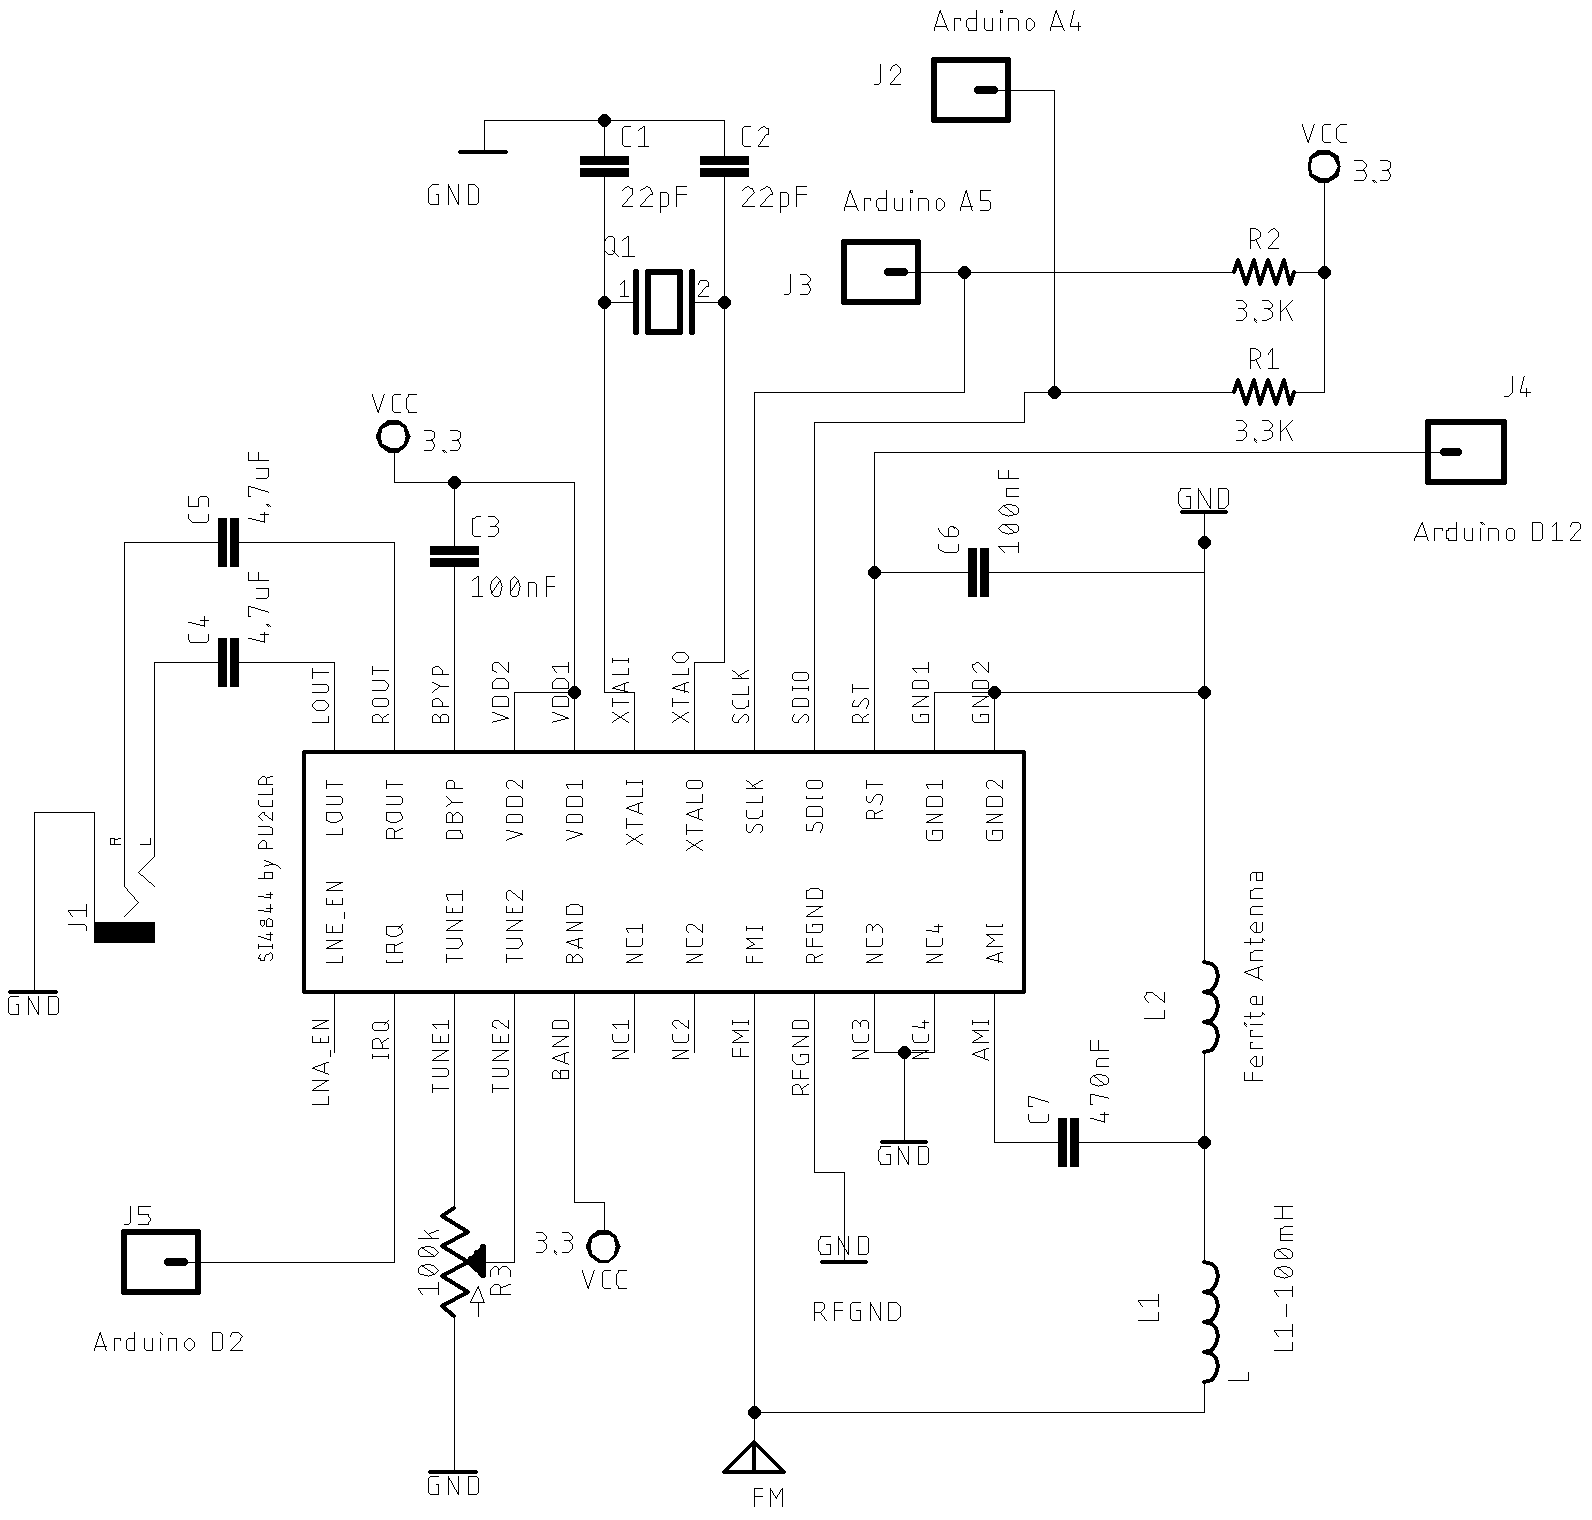 Arduino A4
J2
C1
C2
VCC
3.3
GND
22pF
22pF
Arduino A5
Q1
R2
1
2
J3
3.3K
R1
J4
VCC
3.3
3.3K
C5
4,7uF
C3
C6
100nF
GND
Arduino D12
100nF
C4
4,7uF
LOUT
ROUT
BPYP
VDD2
VDD1
XTALI
XTALO
SCLK
SDIO
RST
GND1
GND2
SI4844 by PU2CLR
LOUT
ROUT
DBYP
VDD2
VDD1
XTALI
XTALO
SCLK
SDIO
RST
GND1
GND2
R
L
J1
LNE_EN
IRQ
TUNE1
TUNE2
BAND
NC1
NC2
FMI
RFGND
NC3
NC4
AMI
Ferrite Antenna
L2
GND
LNA_EN
IRQ
TUNE1
TUNE2
BAND
NC1
NC2
FMI
RFGND
NC3
NC4
AMI
C7
470nF
GND
J5
100k
R3
3.3
VCC
GND
RFGND
L1
L1-100mH
L
Arduino D2
GND
FM